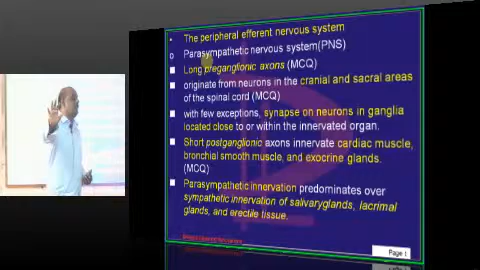 • The peripheral efferent nervous system
o Parasympathetic nervous system(PNS)
■ Long preganglionic axons (MCQ)
■ originate from neurons in the cranial and sacral areas
of the spinal cord (MCQ)
■ with few exceptions, synapse on neurons in ganglia
located close to or within the innervated organ.
■ Short postganglionic axons innervate cardiac muscle,
bronchial smooth muscle, and exocrine glands.
(MCQ)
■ Parasympathetic innervation predominates over
sympathetic innervation of salivaryglands, lacrimal
glands, and erectile tissue.
Page 1